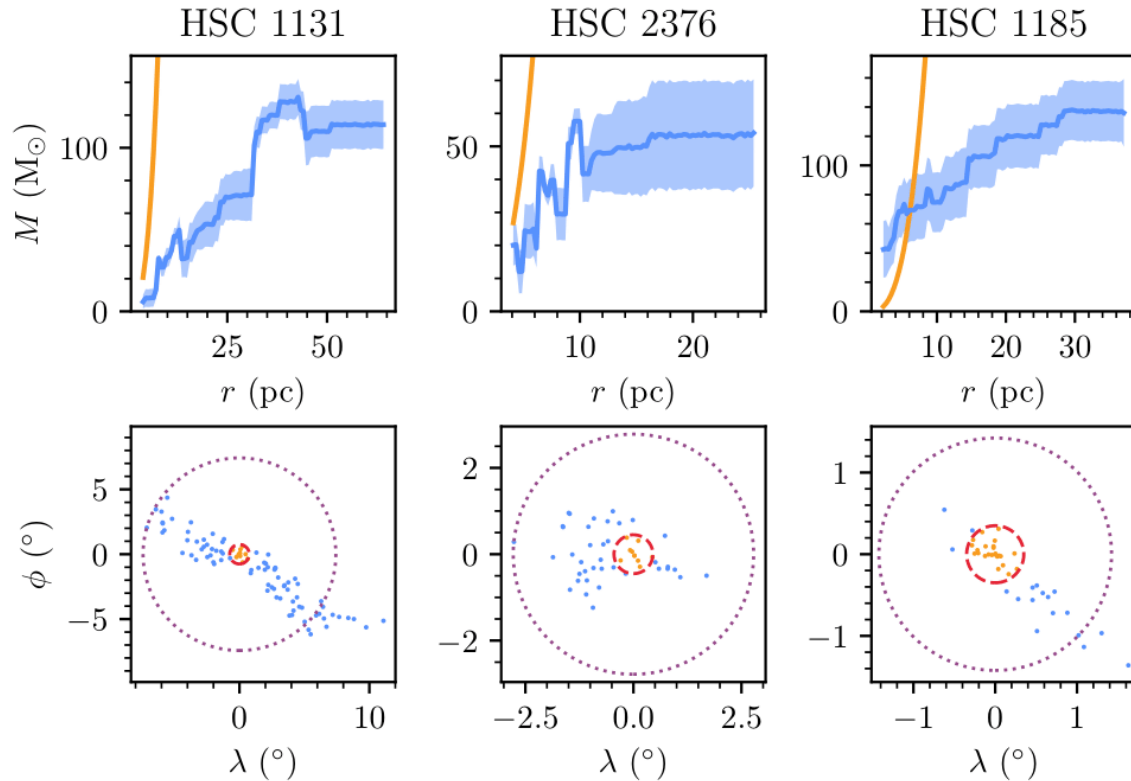 HSC 1131 HSC 2376 HSC 1185
M (M⊙)
100 50 100
0 0 0
25 50 10 20 10 20 30
r (pc) r (pc) r (pc)
ϕ (°)
5 2 1
0 0 0
−5 −2 −1
0 10 −2.5 0.0 2.5 −1 0 1
λ (°) λ (°) λ (°)